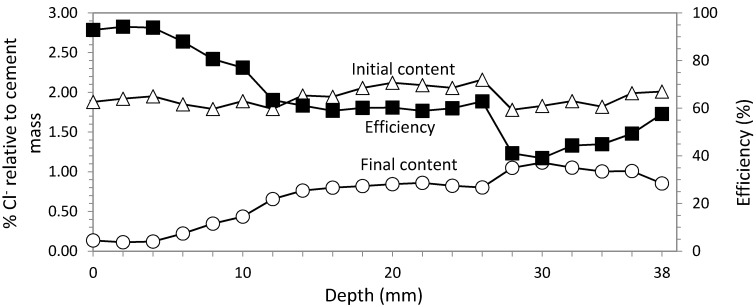 3.00
2.50
2.00
1.50
1.00
0.50
0.00
% Cl- relative to cement
mass
100
80
60
40
20
0
Efficiency (%)
Initial content
Efficiency
Final content
0 10 20 30 38
Depth (mm)